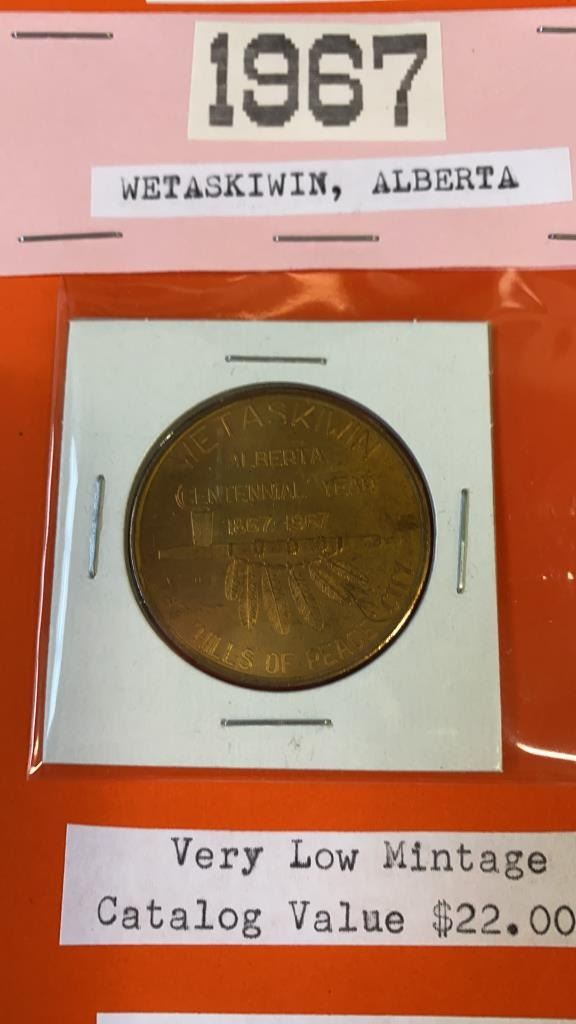 1967
WETASKIWIN, ALBERTA
WETASKIWIN
ALBERTA
CENTENNIAL YEAR
1867-1967
THE HILLS OF PEACE CITY
Very Low Mintage
Catalog Value $22.00